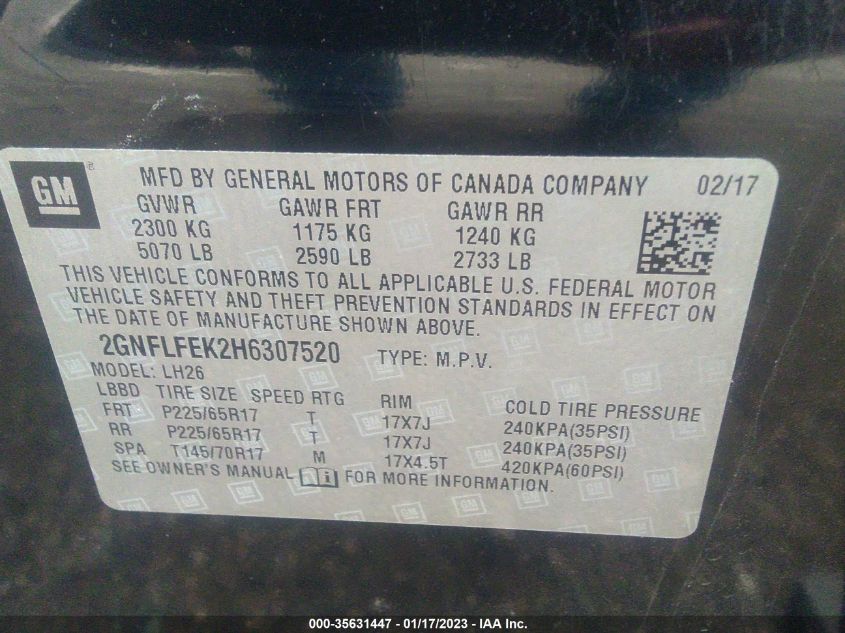 GM ® MFD BY GENERAL MOTORS OF CANADA COMPANY 02/17
GVWR GAWR FRT GAWR RR
2300 KG 1175 KG 1240 KG
5070 LB 2590 LB 2733 LB
THIS VEHICLE CONFORMS TO ALL APPLICABLE U.S. FEDERAL MOTOR
VEHICLE SAFETY AND THEFT PREVENTION STANDARDS IN EFFECT ON
THE DATE OF MANUFACTURE SHOWN ABOVE.
2GNFLFEK2H6307520 TYPE: M.P.V.
MODEL: LH26
LBBD TIRE SIZE SPEED RTG RIM COLD TIRE PRESSURE
FRT P225/65R17 T 17X7J 240KPA(35PSI)
RR P225/65R17 T 17X7J 240KPA(35PSI)
SPA T145/70R17 M 17X4.5T 420KPA(60PSI)
SEE OWNER'S MANUAL i FOR MORE INFORMATION.
000-35631447 - 01/17/2023 - IAA Inc.